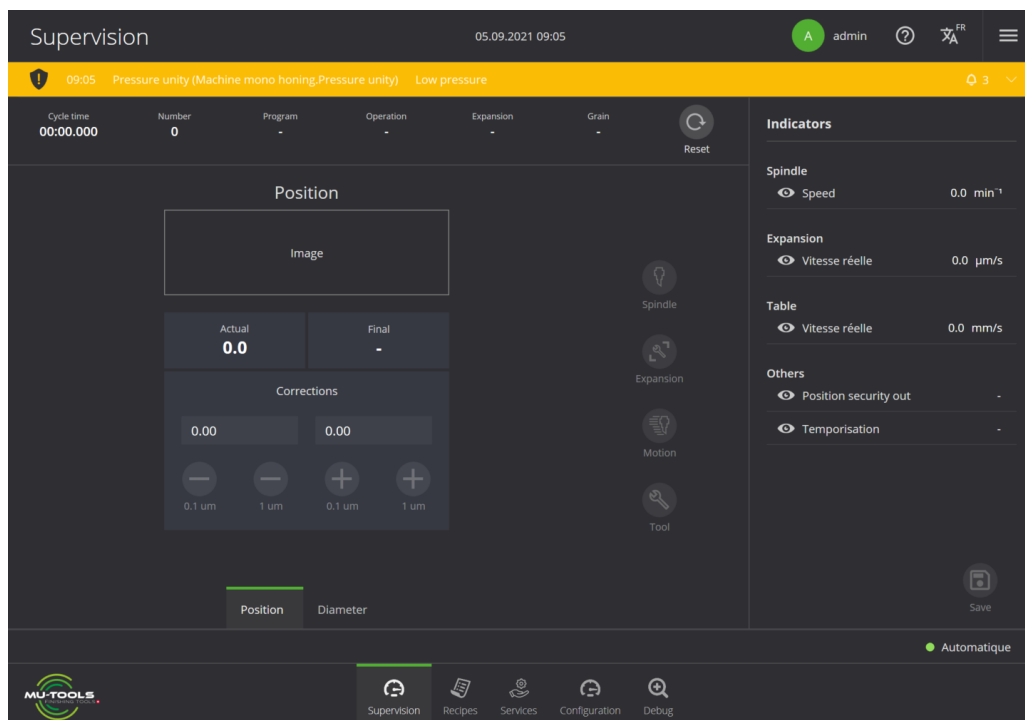 Supervision
05.09.2021 09:05
A admin ? FR
09:05 Pressure unity (Machine mono honing.Pressure unity) Low pressure 3
Cycle time Number Program Operation Expansion Grain
00:00.000 0 - - - -
Reset
Position
Image
Actual Final
0.0 -
Corrections
0.00 0.00
0.1 um 1 um 0.1 um 1 um
Position Diameter
Spindle
Expansion
Motion
Tool
Indicators
Spindle
Speed 0.0 min⁻¹
Expansion
Vitesse réelle 0.0 µm/s
Table
Vitesse réelle 0.0 mm/s
Others
Position security out -
Temporisation -
Save
Automatique
MU-TOOLS
FINISHING TOOLS
Supervision Recipes Services Configuration Debug